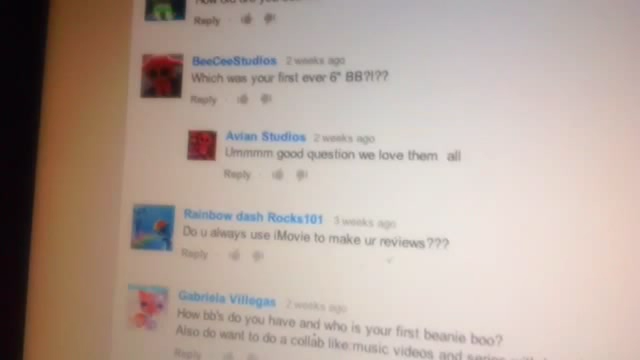 Reply
BeeCeeStudios 2 weeks ago
Which was your first ever 6" BB?!??
Reply
Avian Studios 2 weeks ago
Ummmm good question we love them all
Reply
Rainbow dash Rocks101 3 weeks ago
Do u always use iMovie to make ur reviews???
Reply
Gabriela Villegas 2 weeks ago
How bb's do you have and who is your first beanie boo?
Also do want to do a collab like:music videos and series
Reply